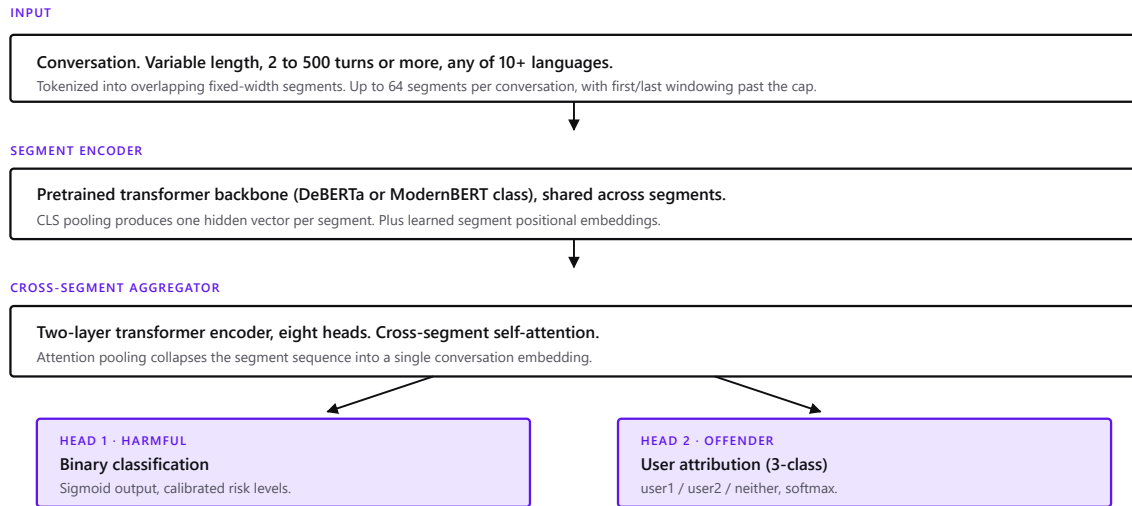 INPUT
Conversation. Variable length, 2 to 500 turns or more, any of 10+ languages.
Tokenized into overlapping fixed-width segments. Up to 64 segments per conversation, with first/last windowing past the cap.
SEGMENT ENCODER
Pretrained transformer backbone (DeBERTa or ModernBERT class), shared across segments.
CLS pooling produces one hidden vector per segment. Plus learned segment positional embeddings.
CROSS-SEGMENT AGGREGATOR
Two-layer transformer encoder, eight heads. Cross-segment self-attention.
Attention pooling collapses the segment sequence into a single conversation embedding.
HEAD 1 · HARMFUL
Binary classification
Sigmoid output, calibrated risk levels.
HEAD 2 · OFFENDER
User attribution (3-class)
user1 / user2 / neither, softmax.